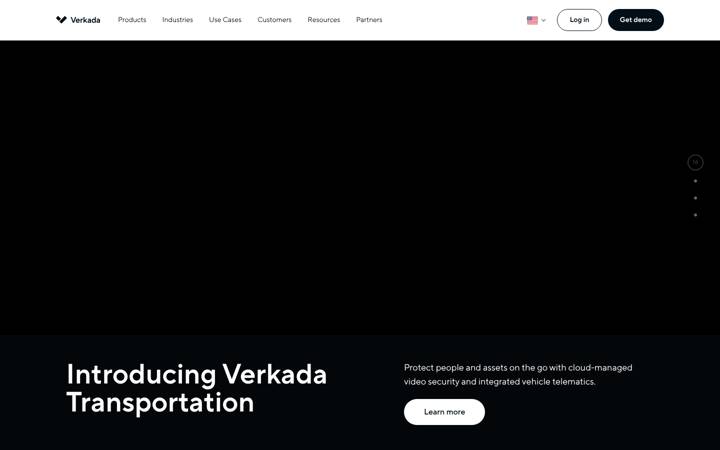 Verkada
Products
Industries
Use Cases
Customers
Resources
Partners
Log in
Get demo
Introducing Verkada
Transportation
Protect people and assets on the go with cloud-managed
video security and integrated vehicle telematics.
Learn more